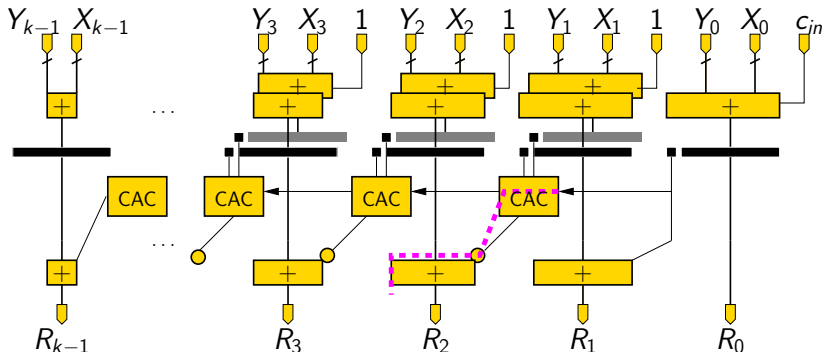 Y_{k−1} X_{k−1} Y_3 X_3 1 Y_2 X_2 1 Y_1 X_1 1 Y_0 X_0 c_{in}
+ + + +
+ ... + + + +
CAC CAC CAC CAC
...
+ + + +
R_{k−1} R_3 R_2 R_1 R_0